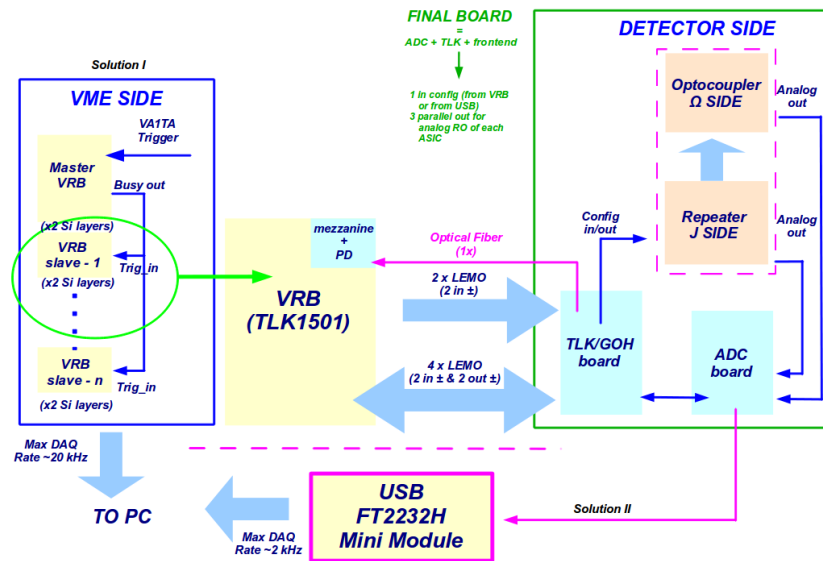 FINAL BOARD
=
ADC + TLK + frontend
1 in config (from VRB
or from USB)
3 parallel out for
analog RO of each
ASIC
Solution I
VME SIDE
VA1TA
Trigger
Master
VRB
Busy out
(x2 Si layers)
VRB
slave - 1
Trig_in
(x2 Si layers)
VRB
slave - n
Trig_in
(x2 Si layers)
mezzanine
+
PD
VRB
(TLK1501)
Optical Fiber
(1x)
2 x LEMO
(2 in ±)
4 x LEMO
(2 in ± & 2 out ±)
DETECTOR SIDE
Optocoupler
Ω SIDE
Analog
out
Repeater
J SIDE
Analog
out
Config
in/out
TLK/GOH
board
ADC
board
Max DAQ
Rate ~20 kHz
TO PC
Max DAQ
Rate ~2 kHz
USB
FT2232H
Mini Module
Solution II